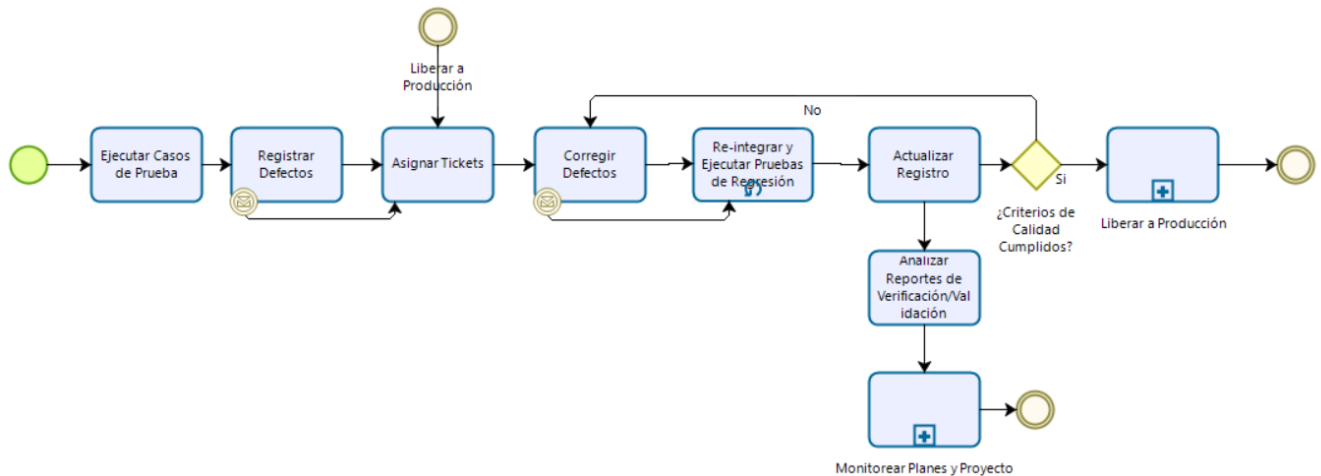 Liberar a
Producción
No
Ejecutar Casos
de Prueba
Registrar
Defectos
Asignar Tickets
Corregir
Defectos
Re-integrar y
Ejecutar Pruebas
de Regresión
Actualizar
Registro
Si
¿Criterios de
Calidad
Cumplidos?
Liberar a Producción
Analizar
Reportes de
Verificación/Val
idación
Monitorear Planes y Proyecto